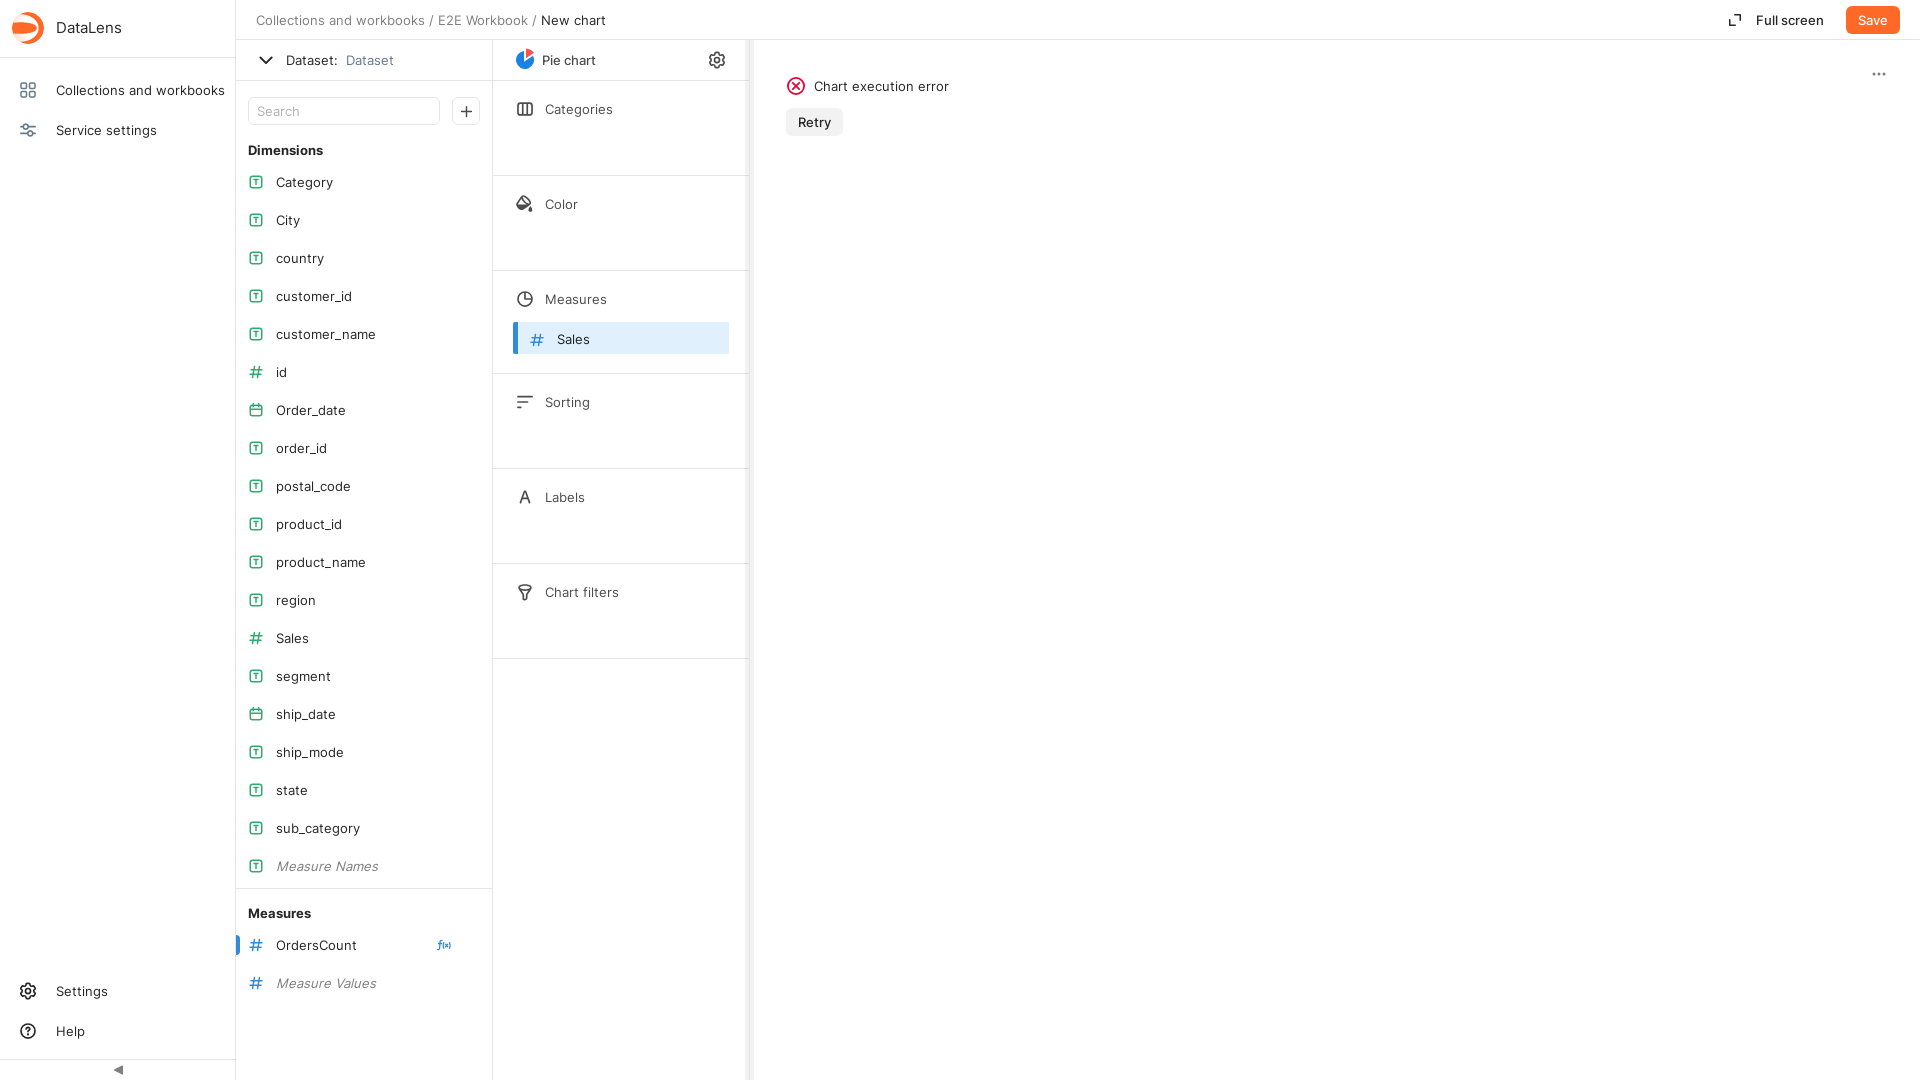 DataLens
Collections and workbooks
Service settings
Settings
Help
Collections and workbooks / E2E Workbook / New chart
Full screen
Save
Dataset: Dataset
Search
Dimensions
Category
City
country
customer_id
customer_name
id
Order_date
order_id
postal_code
product_id
product_name
region
Sales
segment
ship_date
ship_mode
state
sub_category
Measure Names
Measures
OrdersCount
f(x)
Measure Values
Pie chart
Categories
Color
Measures
Sales
Sorting
Labels
Chart filters
Chart execution error
Retry